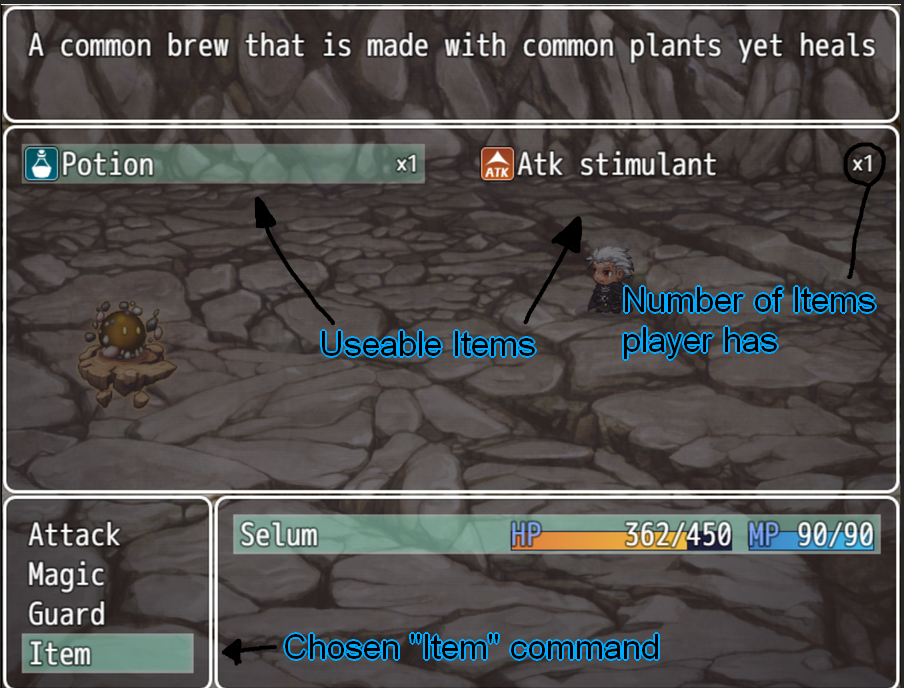 A common brew that is made with common plants yet heals
Potion x1 ATK Atk stimulant x1
Number of Items
player has
Useable Items
Attack
Magic
Guard
Item
Selum HP 362/450 MP 90/90
Chosen "Item" command